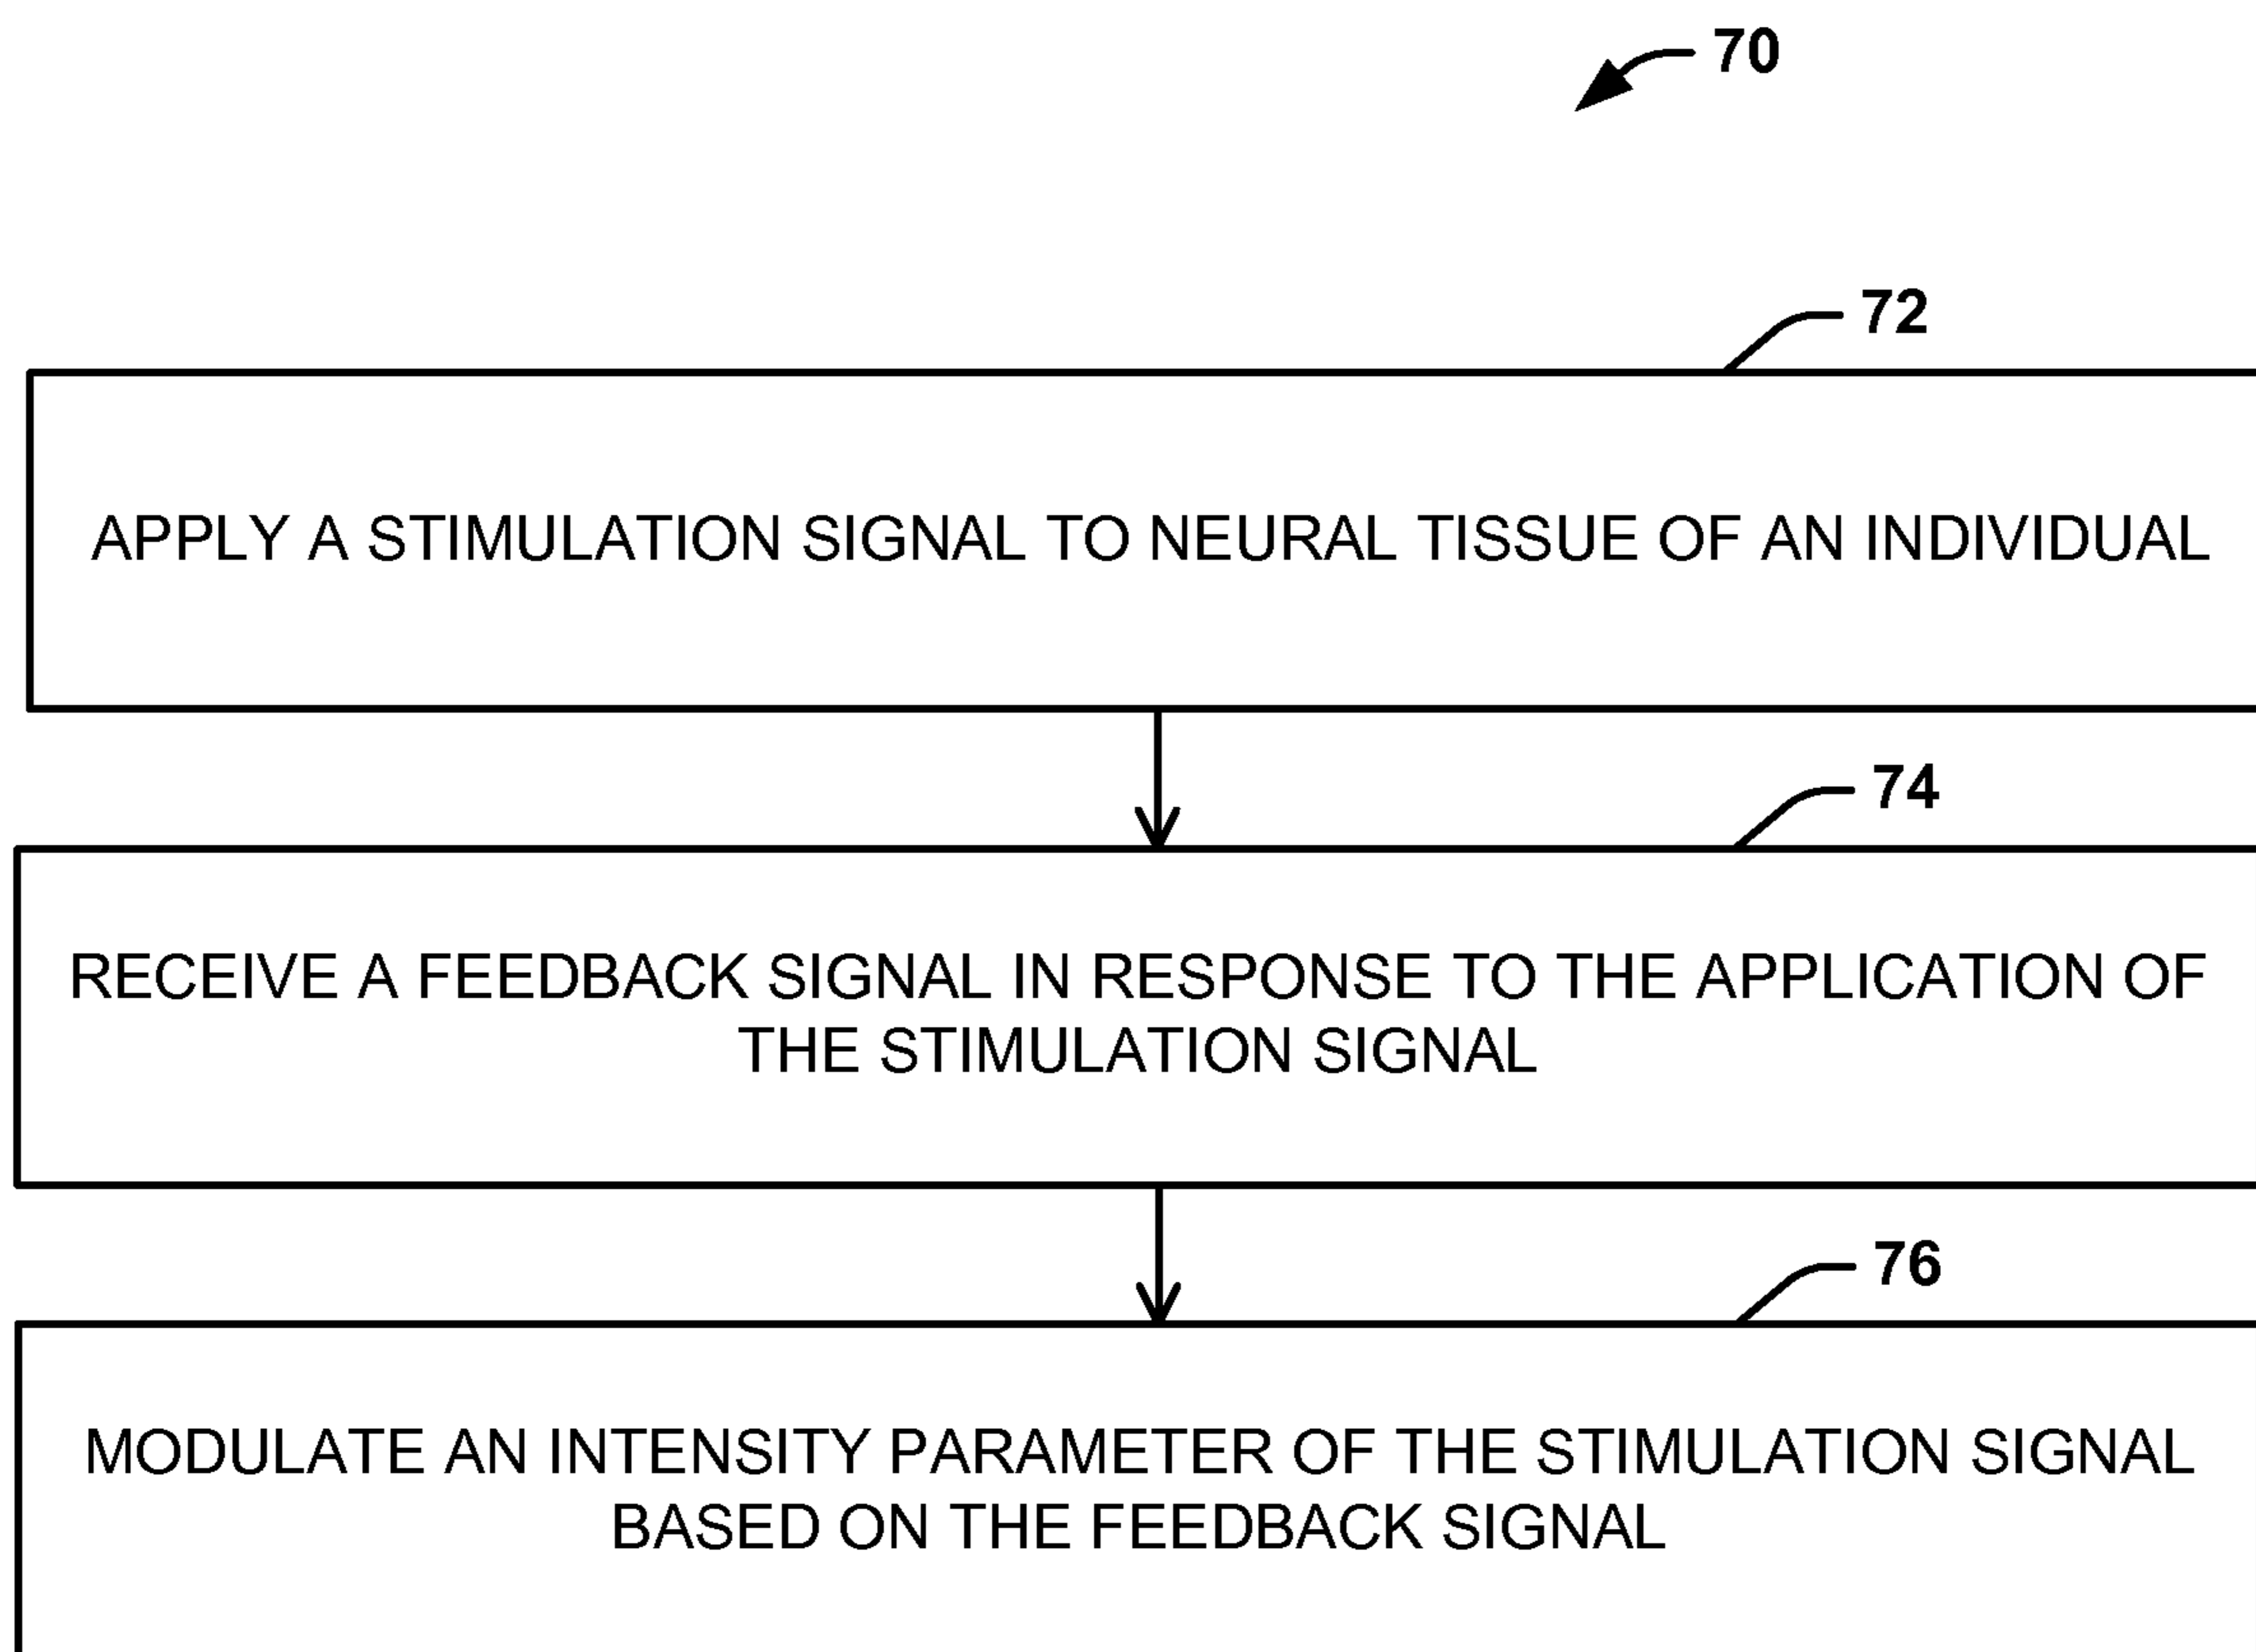 70
72
APPLY A STIMULATION SIGNAL TO NEURAL TISSUE OF AN INDIVIDUAL
74
RECEIVE A FEEDBACK SIGNAL IN RESPONSE TO THE APPLICATION OF
THE STIMULATION SIGNAL
76
MODULATE AN INTENSITY PARAMETER OF THE STIMULATION SIGNAL
BASED ON THE FEEDBACK SIGNAL